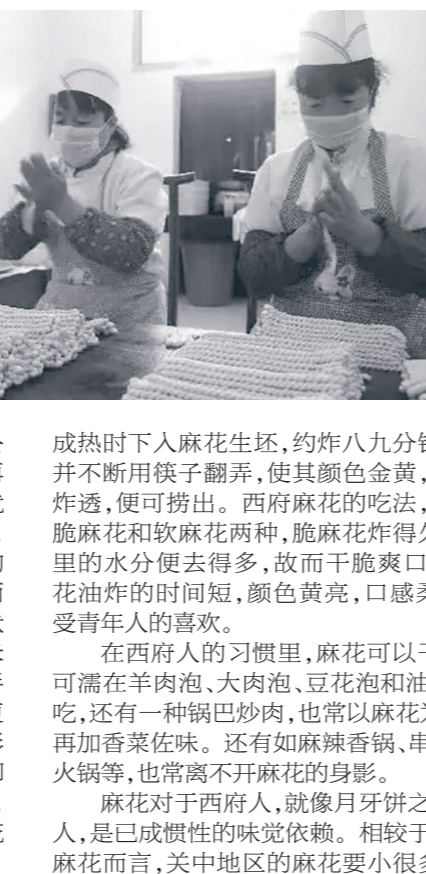 成热时下入麻花生坯,约炸八九分
并不断用筷子翻弄,使其颜色金黄,
炸透,便可捞出。西府麻花的吃法,
脆麻花和软麻花两种,脆麻花炸得
里的水分便去得多,故而干脆爽口
花油炸的时间短,颜色黄亮,口感
受青年人的喜欢。
在西府人的习惯里,麻花可以
可濡在羊肉泡、大肉泡、豆花泡和
吃,还有一种锅巴炒肉,也常以麻花
再加香菜佐味。还有如麻辣香锅、串
火锅等,也常离不开麻花的身影。
麻花对于西府人,就像月牙饼之
人,是已成惯性的味觉依赖。相较于
麻花而言,关中地区的麻花要小很